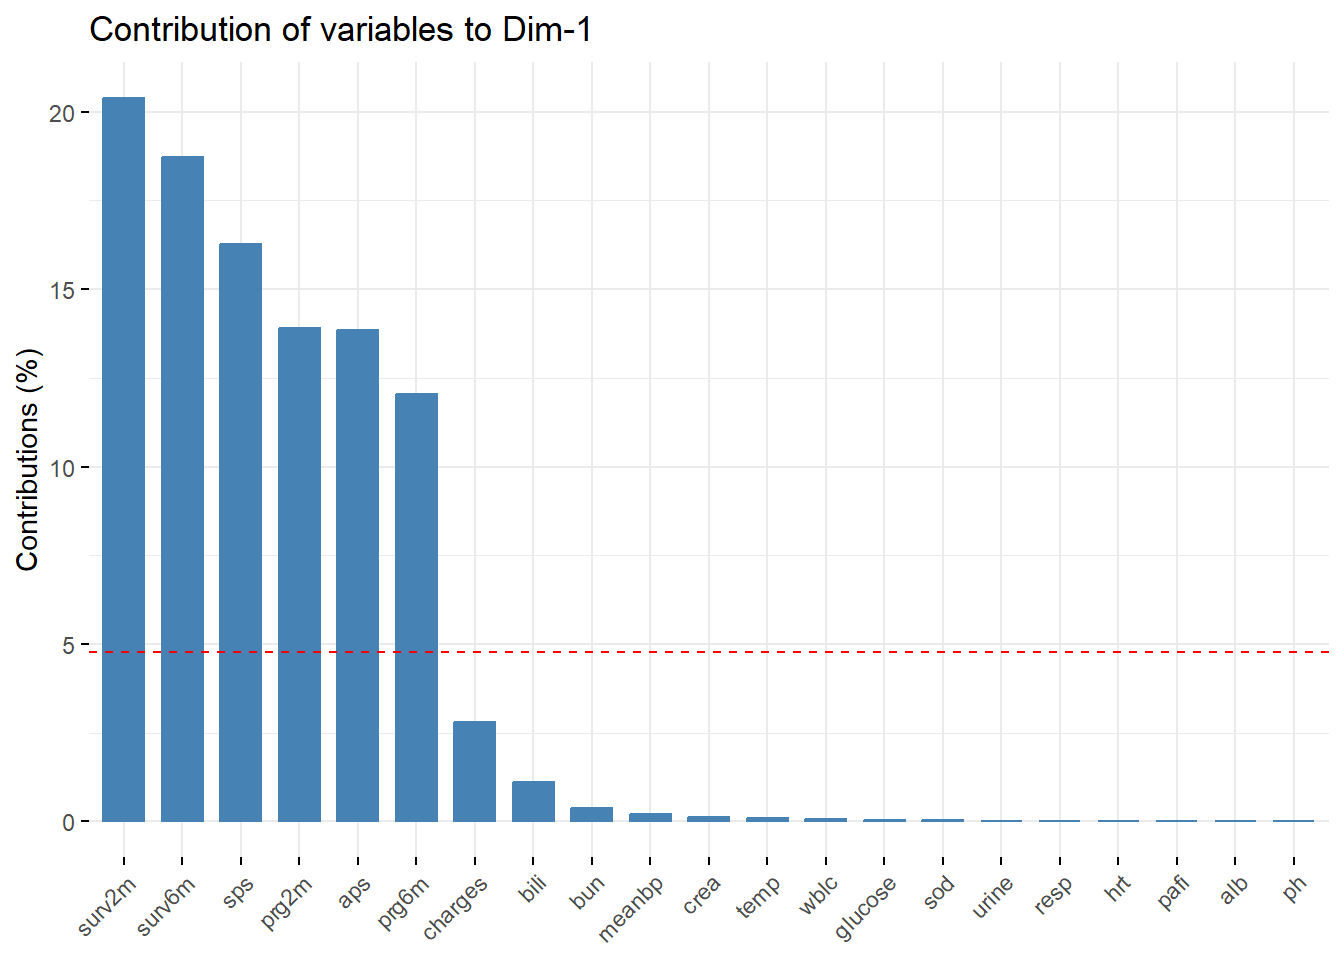 Contribution of variables to Dim-1
Contributions (%)
20
15
10
5
0
surv2m
surv6m
sps
prg2m
aps
prg6m
charges
bili
bun
meanbp
crea
temp
wblc
glucose
sod
urine
resp
hrt
pafi
alb
ph